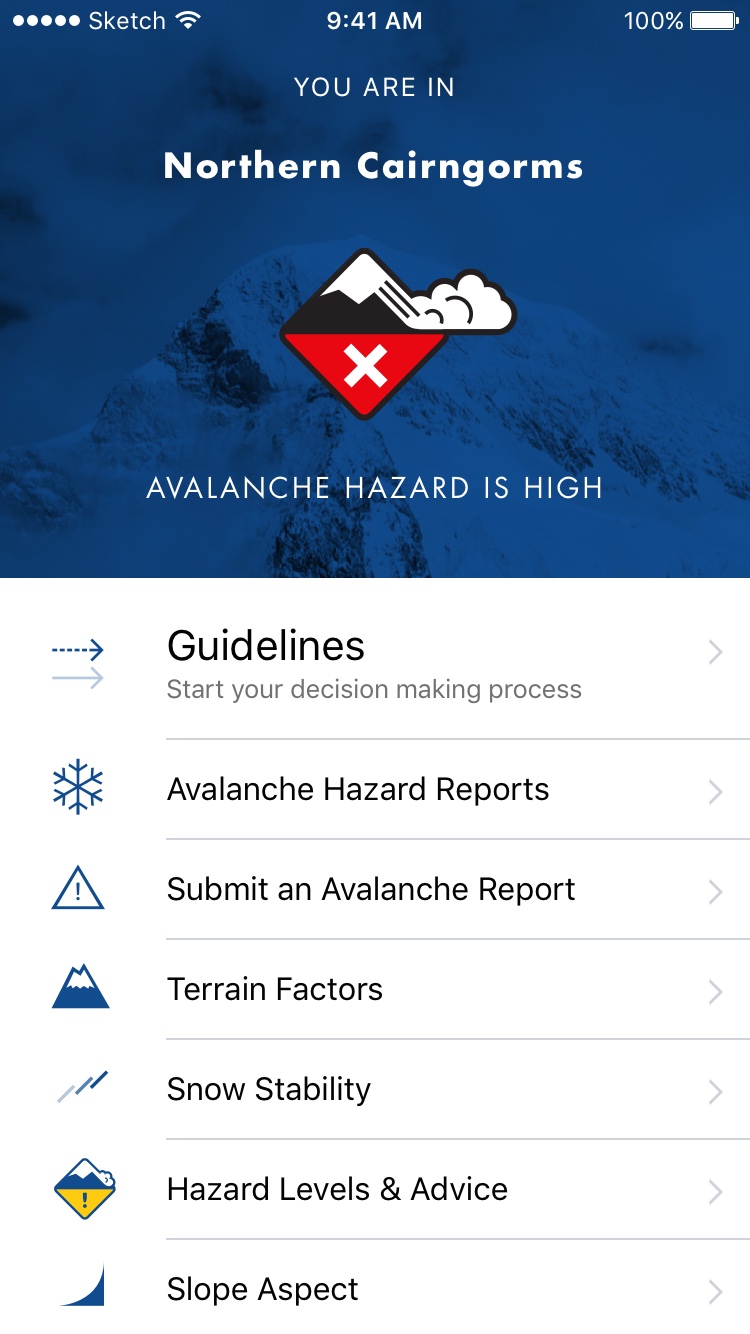 Sketch 9:41 AM 100%
YOU ARE IN
Northern Cairngorms
AVALANCHE HAZARD IS HIGH
Guidelines
Start your decision making process
Avalanche Hazard Reports
!
Submit an Avalanche Report
Terrain Factors
Snow Stability
!
Hazard Levels & Advice
Slope Aspect